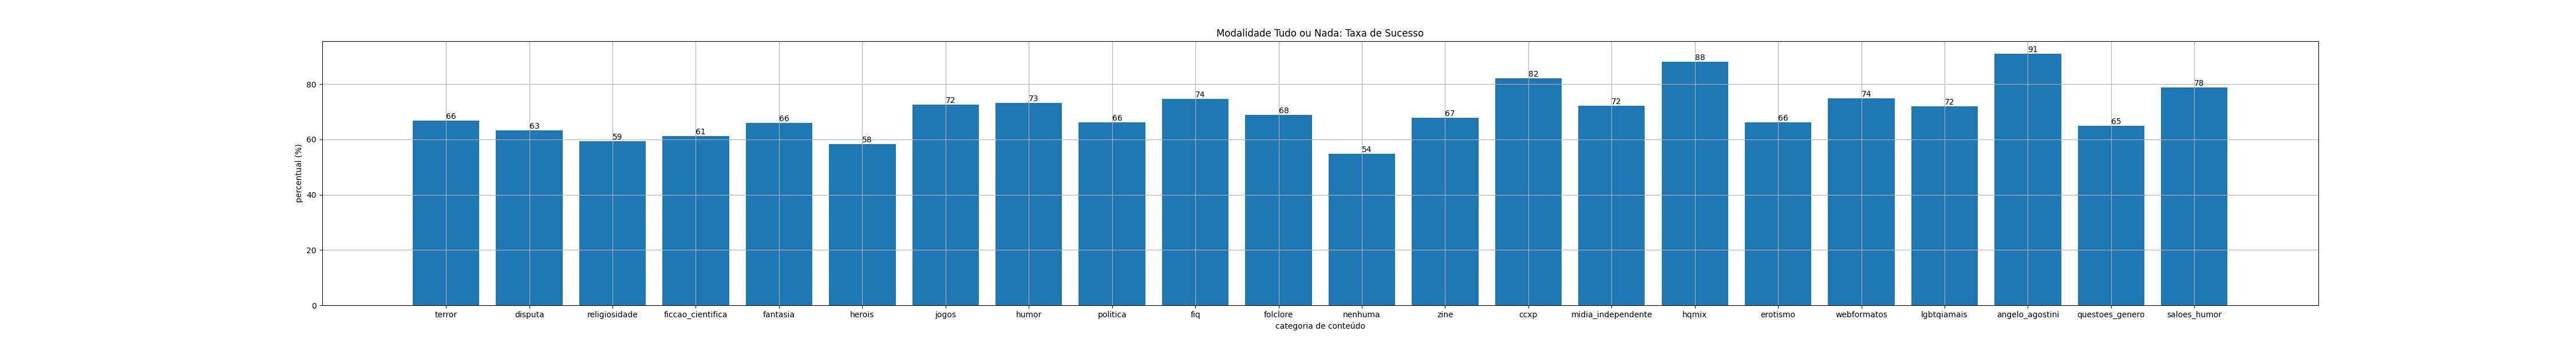 Modalidade Tudo ou Nada: Taxa de Sucesso
percentual (%)
80
60
40
20
0
66 63 59 61 66 58 72 73 66 74 68 54 67 82 72 88 66 74 72 91 65 78
terror disputa religiosidade ficcao_cientifica fantasia herois jogos humor politica fiq folclore nenhuma zine ccxp midia_independente hqmix erotismo webformatos lgbtqiamais angelo_agostini questoes_genero saloes_humor
categoria de conteúdo